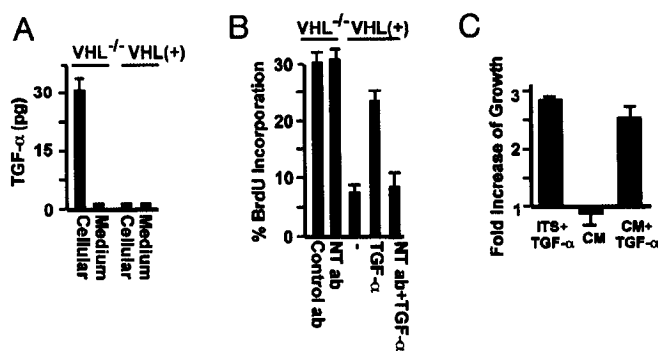 A
VHL-/- VHL(+)
TGF-α (pg)
30
15
0
Cellular
Medium
Cellular
Medium
B
VHL-/- VHL(+)
% BrdU Incorporation
30
20
10
0
Control ab
NT ab
-
TGF-α
NT ab+TGF-α
C
Fold Increase of Growth
3
2
1
ITS+
TGF-α
CM
CM+
TGF-α